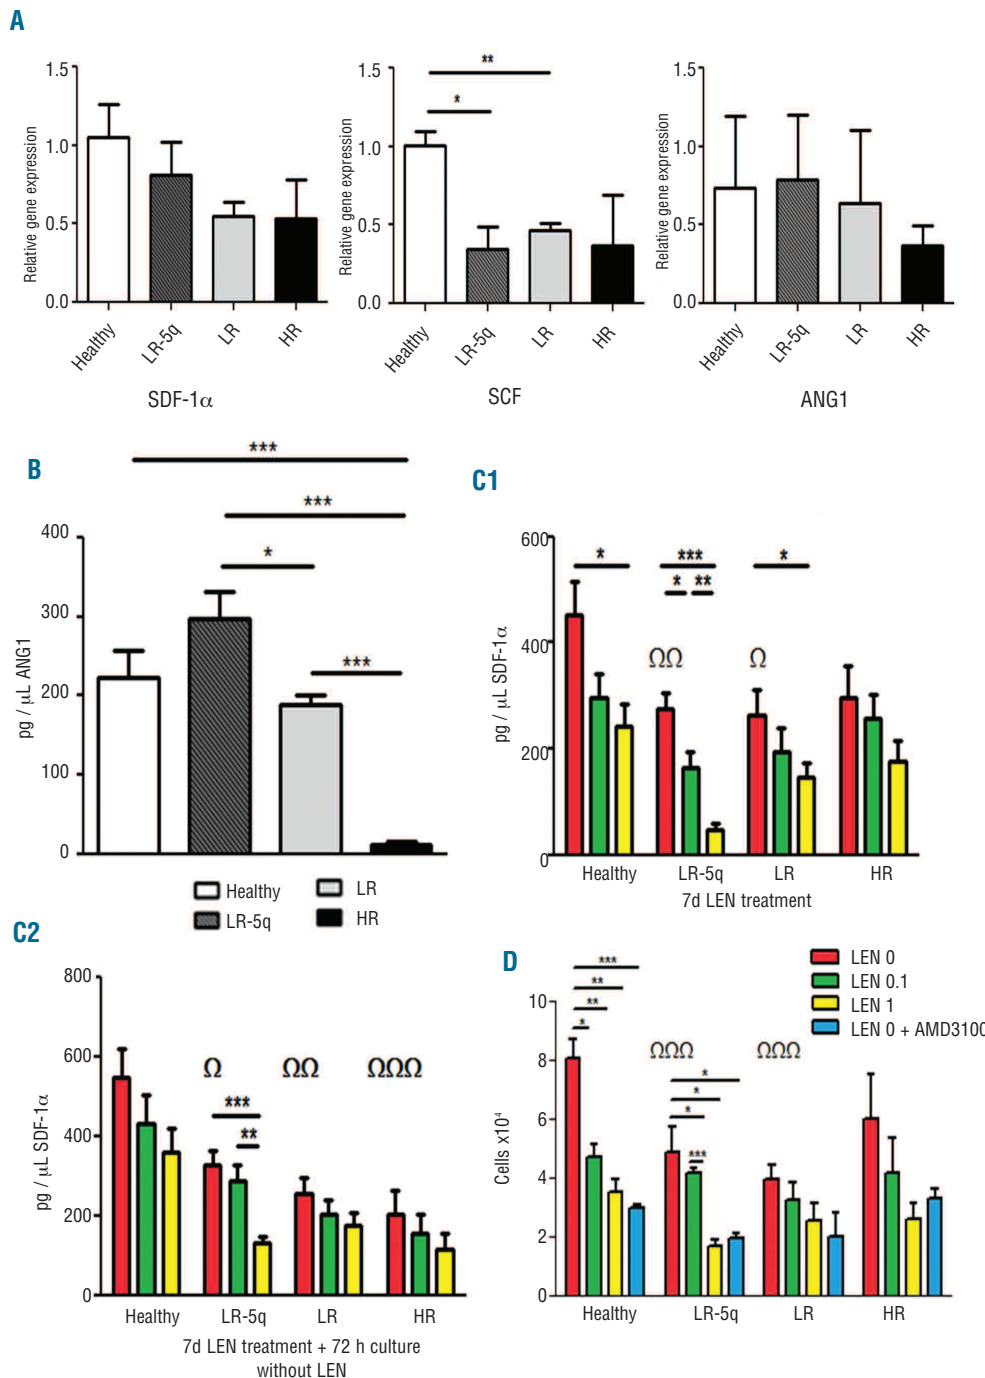 A
1.5
1.0
0.5
0.0
Relative gene expression
Healthy
LR-5q
LR
HR
SDF-1α
**
*
1.5
1.0
0.5
0.0
Relative gene expression
Healthy
LR-5q
LR
HR
SCF
1.5
1.0
0.5
0.0
Relative gene expression
Healthy
LR-5q
LR
HR
ANG1
B
***
***
*
***
400
300
200
100
0
pg / µL ANG1
Healthy
LR-5q
LR
HR
C1
600
400
200
0
pg / µL SDF-1α
*
***
*
**
*
ΩΩ
Ω
Healthy
LR-5q
LR
HR
7d LEN treatment
C2
800
600
400
200
0
pg / µL SDF-1α
Ω
ΩΩ
ΩΩΩ
***
**
Healthy
LR-5q
LR
HR
7d LEN treatment + 72 h culture
without LEN
D
LEN 0
LEN 0.1
LEN 1
LEN 0 + AMD3100
10
8
6
4
2
0
Cells x10⁴
***
**
**
*
ΩΩΩ
ΩΩΩ
*
*
*
***
Healthy
LR-5q
LR
HR